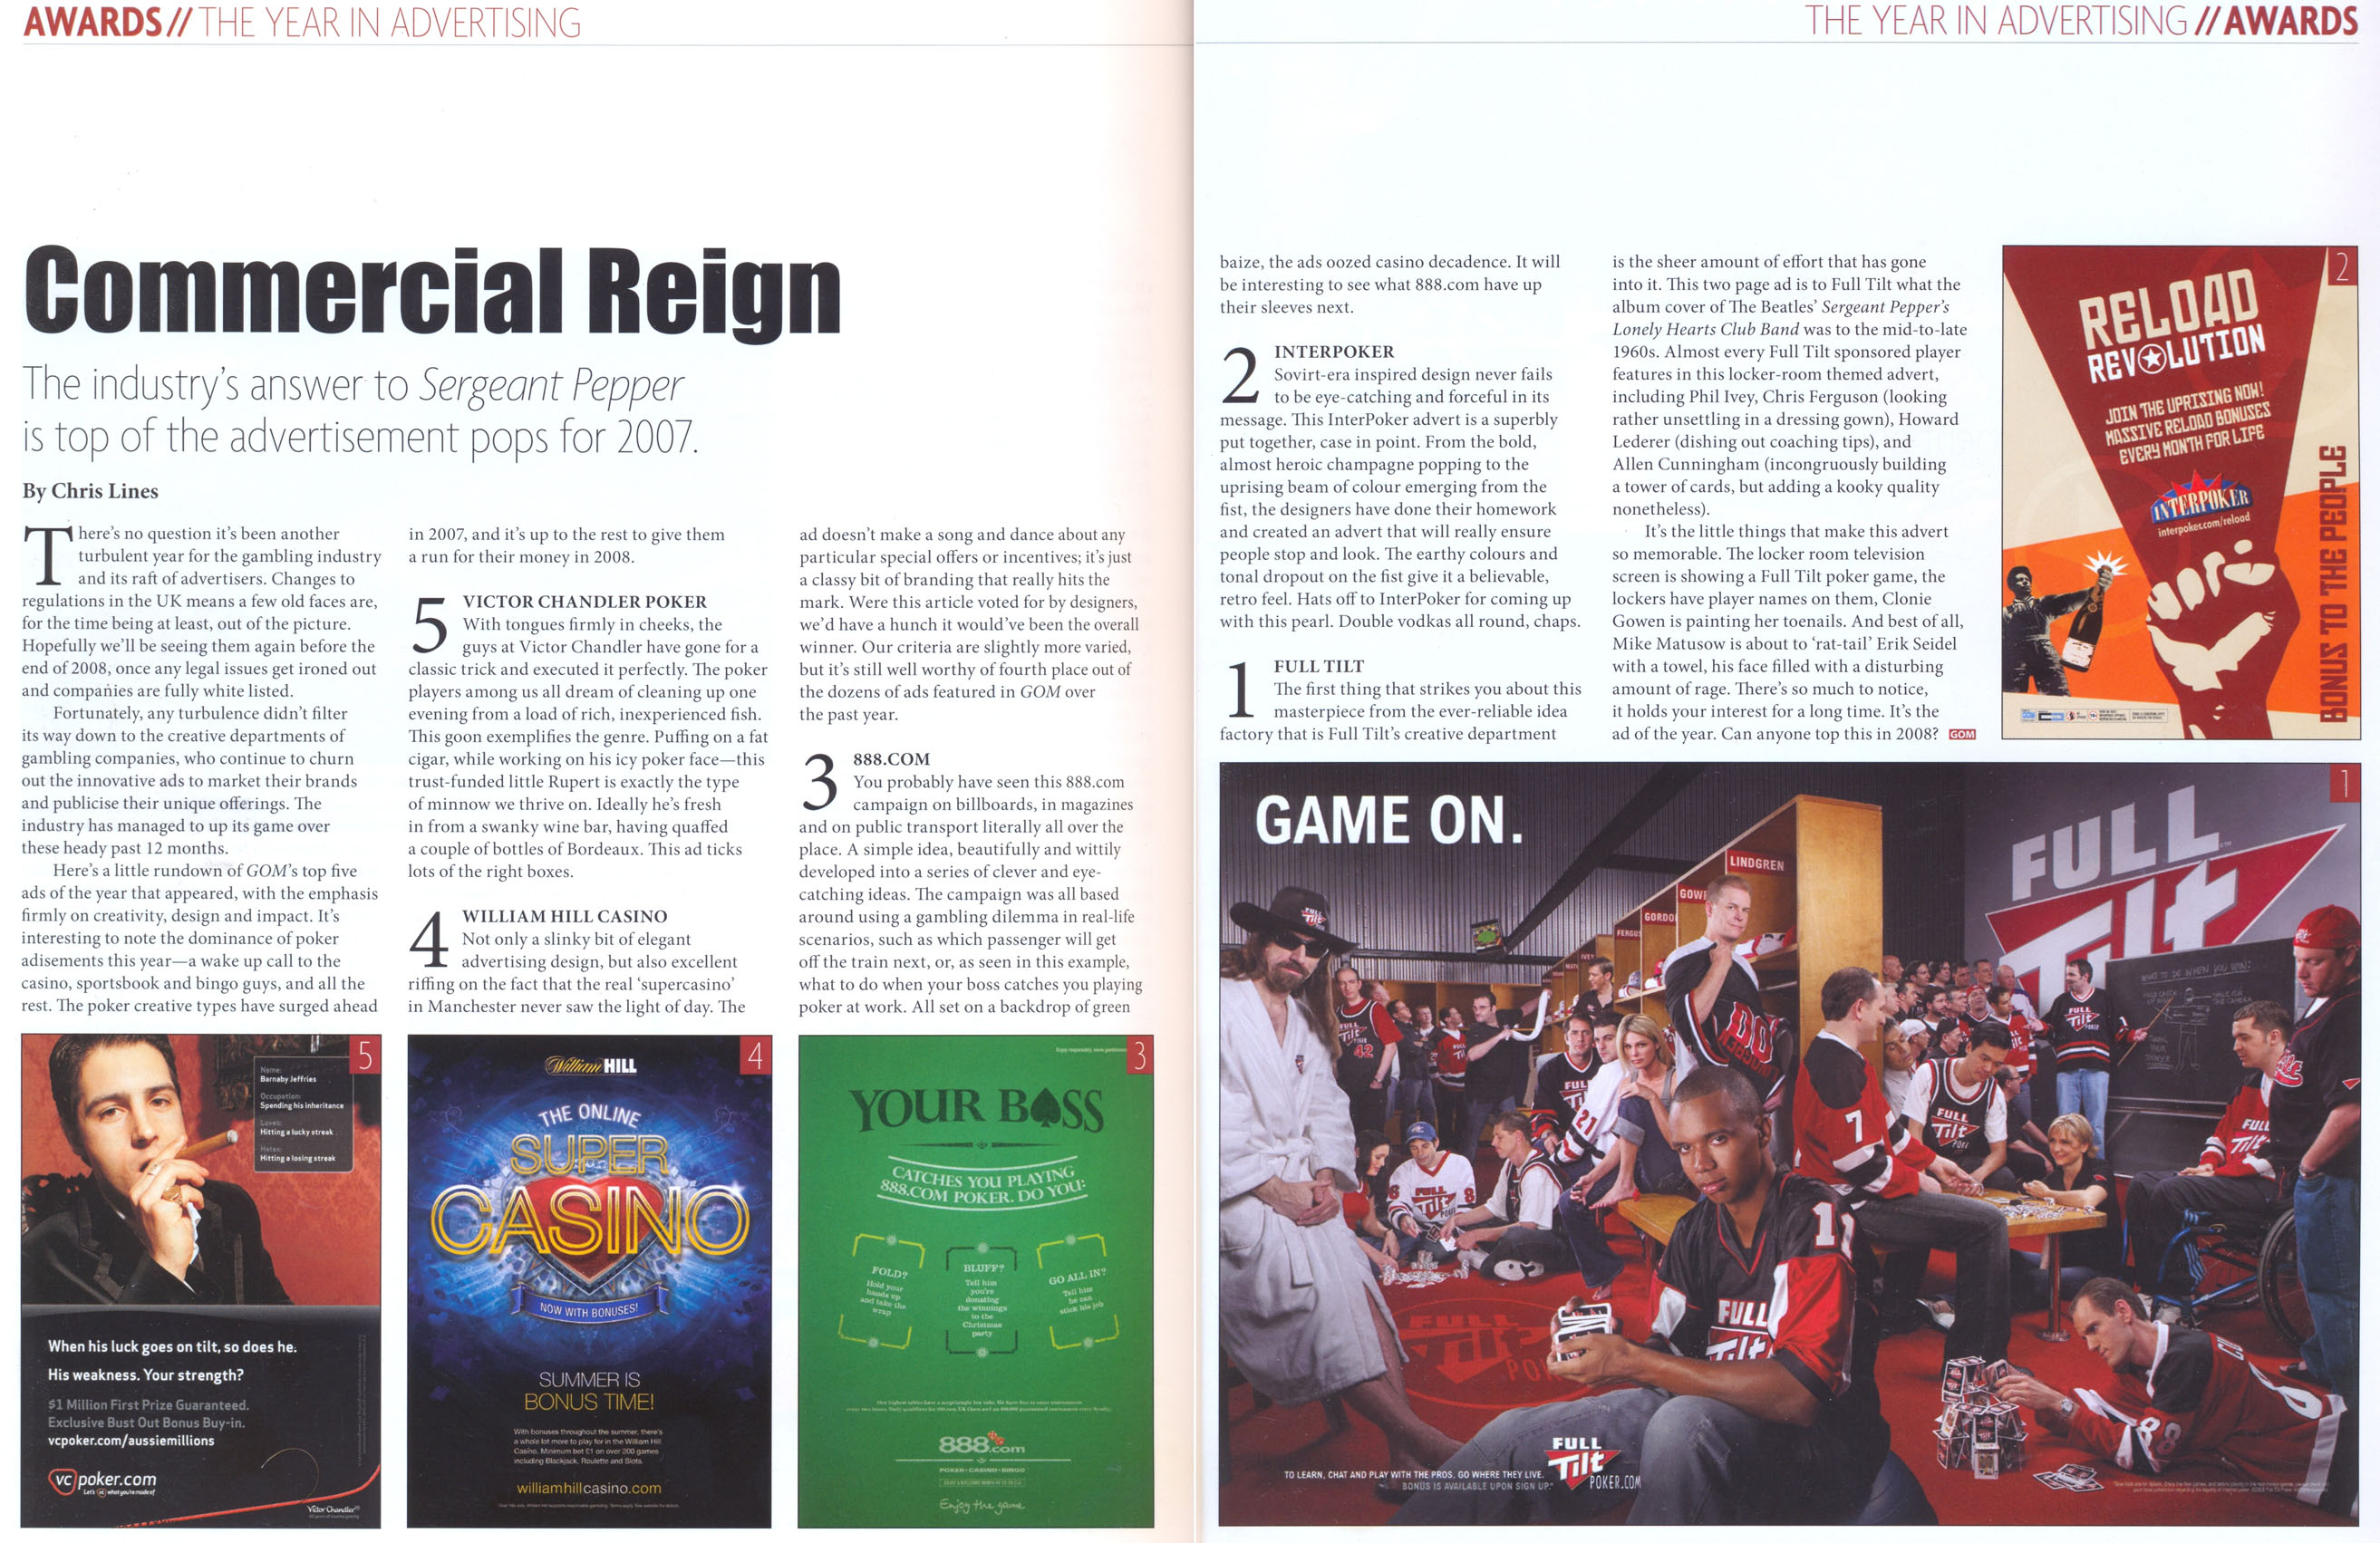 AWARDS// THE YEAR IN ADVERTISING
THE YEAR IN ADVERTISING //AWARDS
Commercial Reign
The industry's answer to Sergeant Pepper
is top of the advertisement pops for 2007.
By Chris Lines
There's no question it's been another
turbulent year for the gambling industry
and its raft of advertisers. Changes to
regulations in the UK means a few old faces are,
for the time being at least, out of the picture.
Hopefully we'll be seeing them again before the
end of 2008, once any legal issues get ironed out
and companies are fully white listed.
Fortunately, any turbulence didn't filter
its way down to the creative departments of
gambling companies, who continue to churn
out the innovative ads to market their brands
and publicise their unique offerings. The
industry has managed to up its game over
these heady past 12 months.
Here's a little rundown of GOM's top five
ads of the year that appeared, with the emphasis
firmly on creativity, design and impact. It's
interesting to note the dominance of poker
adisements this year—a wake up call to the
casino, sportsbook and bingo guys, and all the
rest. The poker creative types have surged ahead
in 2007, and it's up to the rest to give them
a run for their money in 2008.
5 VICTOR CHANDLER POKER
With tongues firmly in cheeks, the
guys at Victor Chandler have gone for a
classic trick and executed it perfectly. The poker
players among us all dream of cleaning up one
evening from a load of rich, inexperienced fish.
This goon exemplifies the genre. Puffing on a fat
cigar, while working on his icy poker face—this
trust-funded little Rupert is exactly the type
of minnow we thrive on. Ideally he's fresh
in from a swanky wine bar, having quaffed
a couple of bottles of Bordeaux. This ad ticks
lots of the right boxes.
4 WILLIAM HILL CASINO
Not only a slinky bit of elegant
advertising design, but also excellent
riffing on the fact that the real 'supercasino'
in Manchester never saw the light of day. The
ad doesn't make a song and dance about any
particular special offers or incentives; it's just
a classy bit of branding that really hits the
mark. Were this article voted for by designers,
we'd have a hunch it would've been the overall
winner. Our criteria are slightly more varied,
but it's still well worthy of fourth place out of
the dozens of ads featured in GOM over
the past year.
3 888.COM
You probably have seen this 888.com
campaign on billboards, in magazines
and on public transport literally all over the
place. A simple idea, beautifully and wittily
developed into a series of clever and eye-
catching ideas. The campaign was all based
around using a gambling dilemma in real-life
scenarios, such as which passenger will get
off the train next, or, as seen in this example,
what to do when your boss catches you playing
poker at work. All set on a backdrop of green
baize, the ads oozed casino decadence. It will
be interesting to see what 888.com have up
their sleeves next.
2 INTERPOKER
Sovirt-era inspired design never fails
to be eye-catching and forceful in its
message. This InterPoker advert is a superbly
put together, case in point. From the bold,
almost heroic champagne popping to the
uprising beam of colour emerging from the
fist, the designers have done their homework
and created an advert that will really ensure
people stop and look. The earthy colours and
tonal dropout on the fist give it a believable,
retro feel. Hats off to InterPoker for coming up
with this pearl. Double vodkas all round, chaps.
1 FULL TILT
The first thing that strikes you about this
masterpiece from the ever-reliable idea
factory that is Full Tilt's creative department
is the sheer amount of effort that has gone
into it. This two page ad is to Full Tilt what the
album cover of The Beatles' Sergeant Pepper's
Lonely Hearts Club Band was to the mid-to-late
1960s. Almost every Full Tilt sponsored player
features in this locker-room themed advert,
including Phil Ivey, Chris Ferguson (looking
rather unsettling in a dressing gown), Howard
Lederer (dishing out coaching tips), and
Allen Cunningham (incongruously building
a tower of cards, but adding a kooky quality
nonetheless).
It's the little things that make this advert
so memorable. The locker room television
screen is showing a Full Tilt poker game, the
lockers have player names on them, Clonie
Gowen is painting her toenails. And best of all,
Mike Matusow is about to 'rat-tail' Erik Seidel
with a towel, his face filled with a disturbing
amount of rage. There's so much to notice,
it holds your interest for a long time. It's the
ad of the year. Can anyone top this in 2008? GOM
2
RELOAD
REVOLUTION
JOIN THE UPRISING NOW!
MASSIVE RELOAD BONUSES
EVERY MONTH FOR LIFE
INTERPOKER
interpoker.com/reload
BONUS TO THE PEOPLE
5
Name:
Barnaby Jeffries
Occupation:
Spending his inheritance
Loves:
Hitting a lucky streak
Hates:
Hitting a losing streak
When his luck goes on tilt, so does he.
His weakness. Your strength?
$1 Million First Prize Guaranteed.
Exclusive Bust Out Bonus Buy-in.
vcpoker.com/aussiemillions
vc poker.com
Let's vc what you're made of
Victor Chandler
4
William HILL
THE ONLINE
SUPER
CASINO
NOW WITH BONUSES!
SUMMER IS
BONUS TIME!
With bonuses throughout the summer, there's
a whole lot more to play for in the William Hill
Casino. Minimum bet £1 on over 200 games
including Blackjack, Roulette and Slots.
williamhillcasino.com
3
YOUR BOSS
CATCHES YOU PLAYING
888.COM POKER. DO YOU:
FOLD?
Hold your
hands up
and take the
wrap
BLUFF?
Tell him
you're
donating
the winnings
to the
Christmas
party
GO ALL IN?
Tell him
he can
stick his job
888.com
POKER•CASINO•BINGO
Enjoy the game
1
GAME ON.
LINDGREN
GOW
GORDO
FERGUS
IVEY
FULL
Tilt
WHAT TO DO WHEN YOU WIN:
FULL
Tilt
42
FULL
21
FULL
Tilt
POKER
7
FULL
Tilt
11
FULL
Tilt
88
TO LEARN, CHAT AND PLAY WITH THE PROS, GO WHERE THEY LIVE.
BONUS IS AVAILABLE UPON SIGN UP.*
FULL
Tilt
POKER.COM